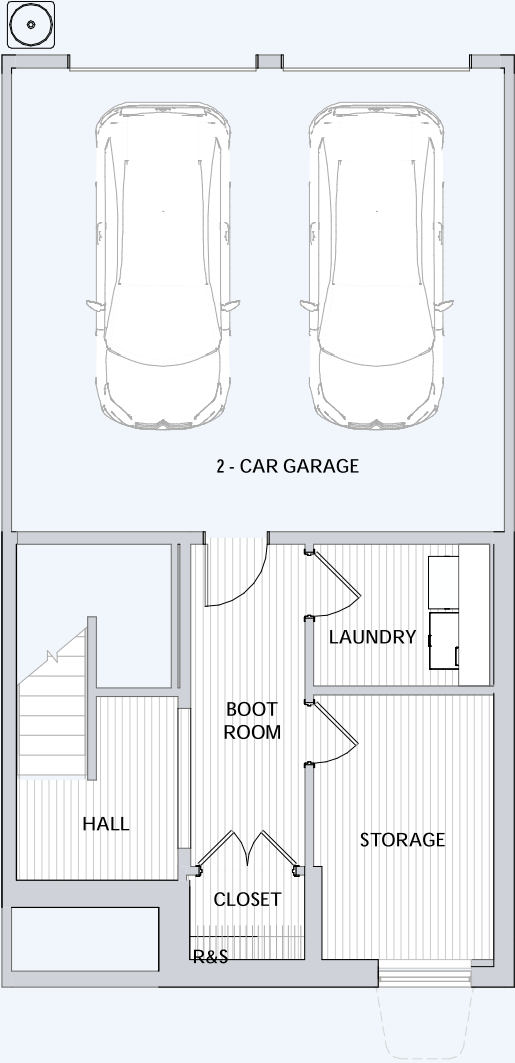 2 - CAR GARAGE
LAUNDRY
BOOT
ROOM
HALL
STORAGE
CLOSET
R&S